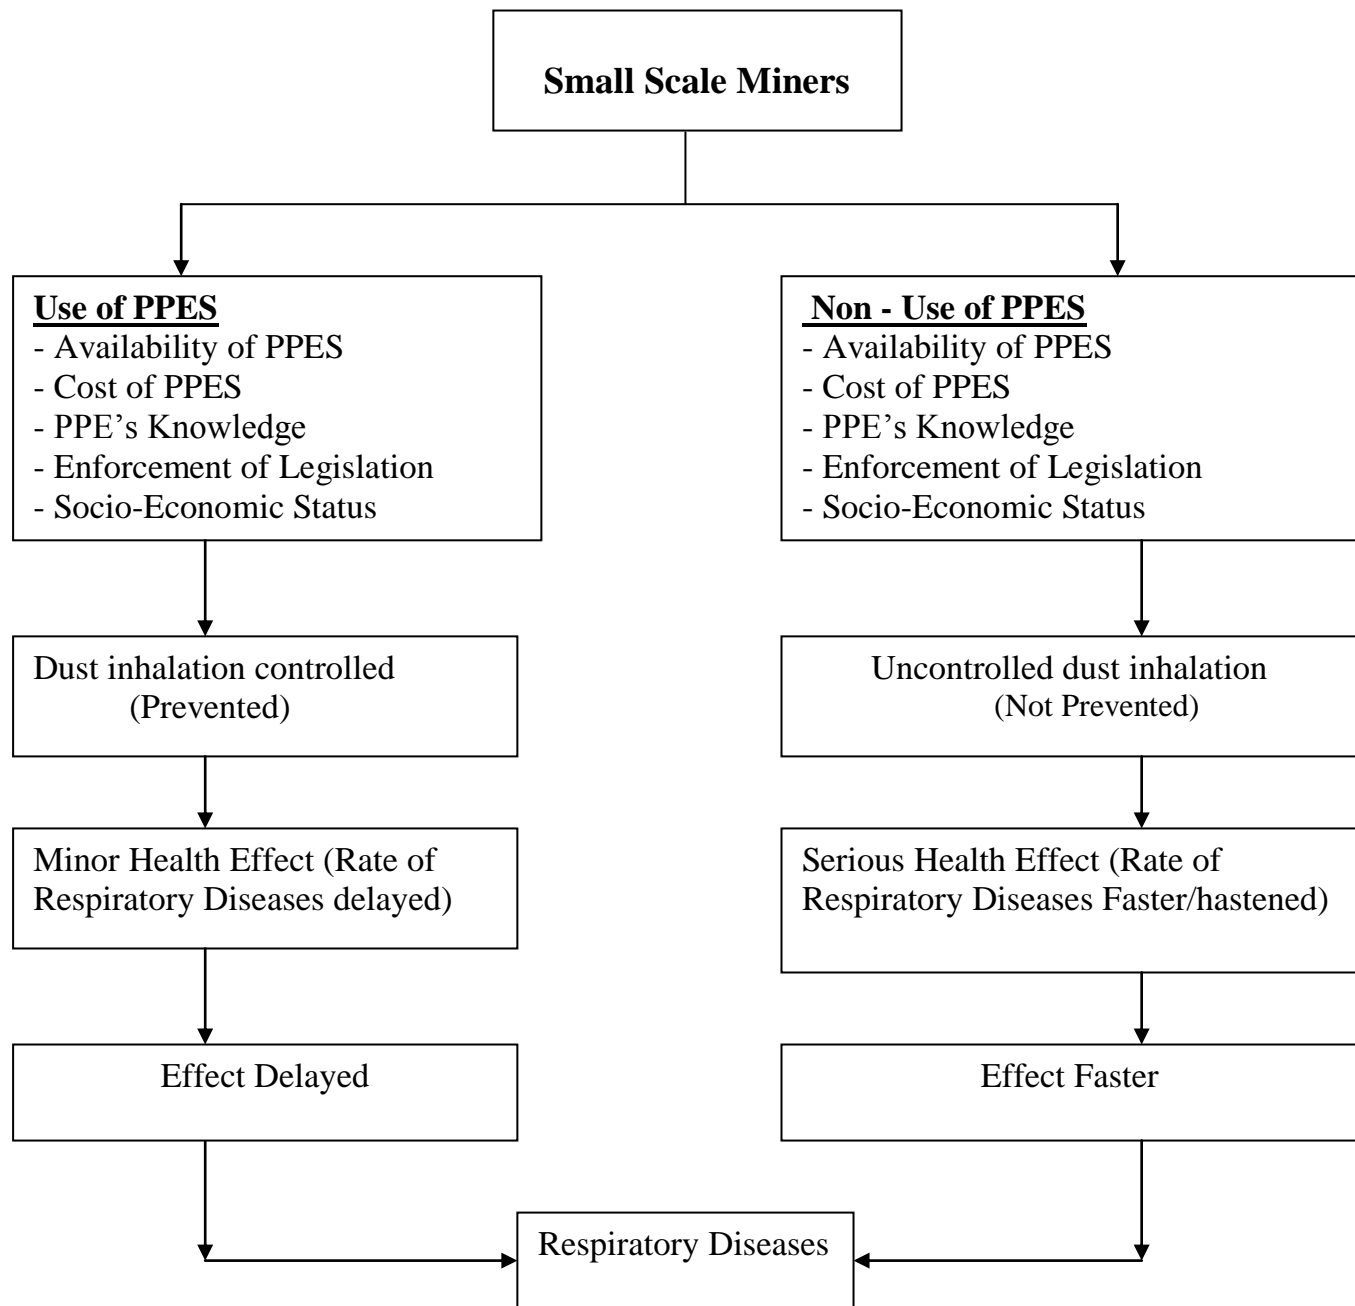 Small Scale Miners
Use of PPES
- Availability of PPES
- Cost of PPES
- PPE’s Knowledge
- Enforcement of Legislation
- Socio-Economic Status
Non - Use of PPES
- Availability of PPES
- Cost of PPES
- PPE’s Knowledge
- Enforcement of Legislation
- Socio-Economic Status
Dust inhalation controlled
(Prevented)
Uncontrolled dust inhalation
(Not Prevented)
Minor Health Effect (Rate of
Respiratory Diseases delayed)
Serious Health Effect (Rate of
Respiratory Diseases Faster/hastened)
Effect Delayed
Effect Faster
Respiratory Diseases